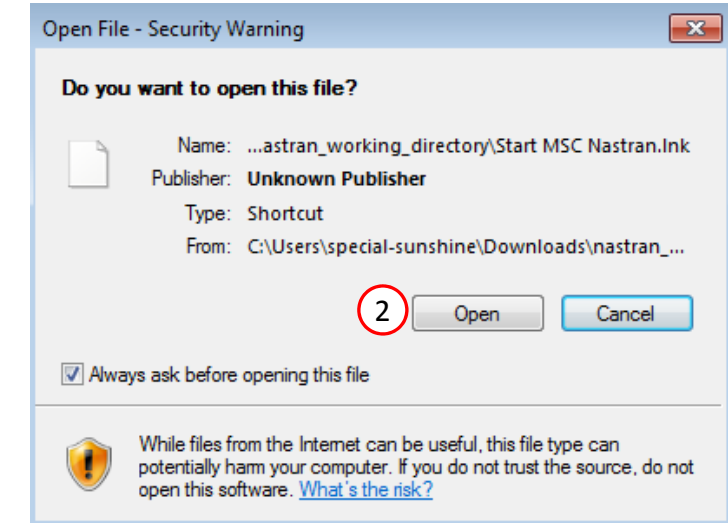 Open File - Security Warning
Do you want to open this file?
Name: ...astran_working_directory\Start MSC Nastran.lnk
Publisher: Unknown Publisher
Type: Shortcut
From: C:\Users\special-sunshine\Downloads\nastran_...
2 Open Cancel
Always ask before opening this file
While files from the Internet can be useful, this file type can
potentially harm your computer. If you do not trust the source, do not
open this software. What's the risk?